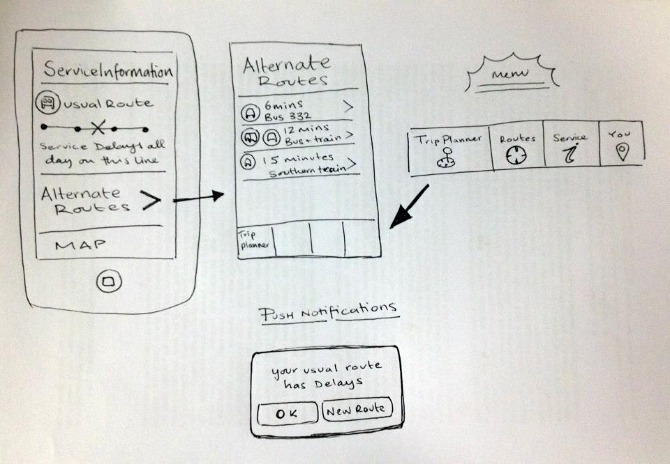 ServiceInformation
usual Route
Service Delays all
day on this line
Alternate
Routes
MAP
Alternate
Routes
6mins
Bus 332
12 mins
Bus+train
15 minutes
Southern train
Trip
planner
menu
Trip Planner
Routes
Service
You
Push Notifications
your usual route
has Delays
OK
New Route